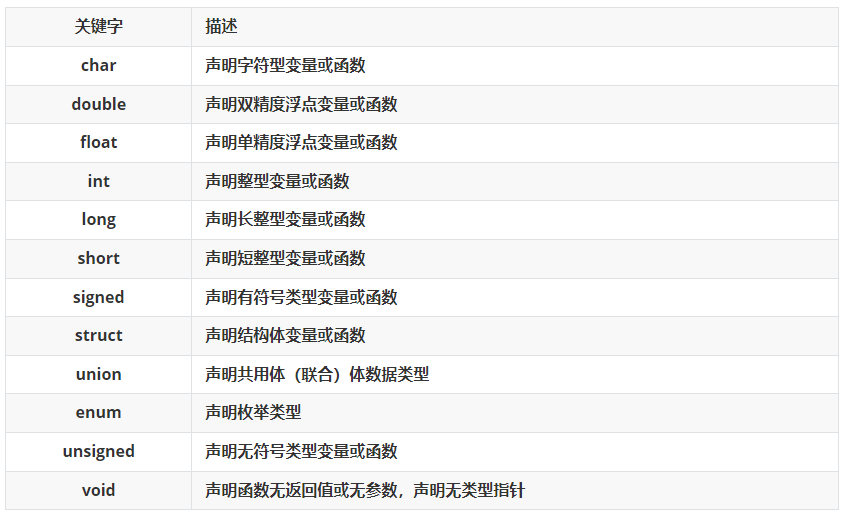 关键字 描述
char 声明字符型变量或函数
double 声明双精度浮点变量或函数
float 声明单精度浮点变量或函数
int 声明整型变量或函数
long 声明长整型变量或函数
short 声明短整型变量或函数
signed 声明有符号类型变量或函数
struct 声明结构体变量或函数
union 声明共用体（联合）体数据类型
enum 声明枚举类型
unsigned 声明无符号类型变量或函数
void 声明函数无返回值或无参数，声明无类型指针